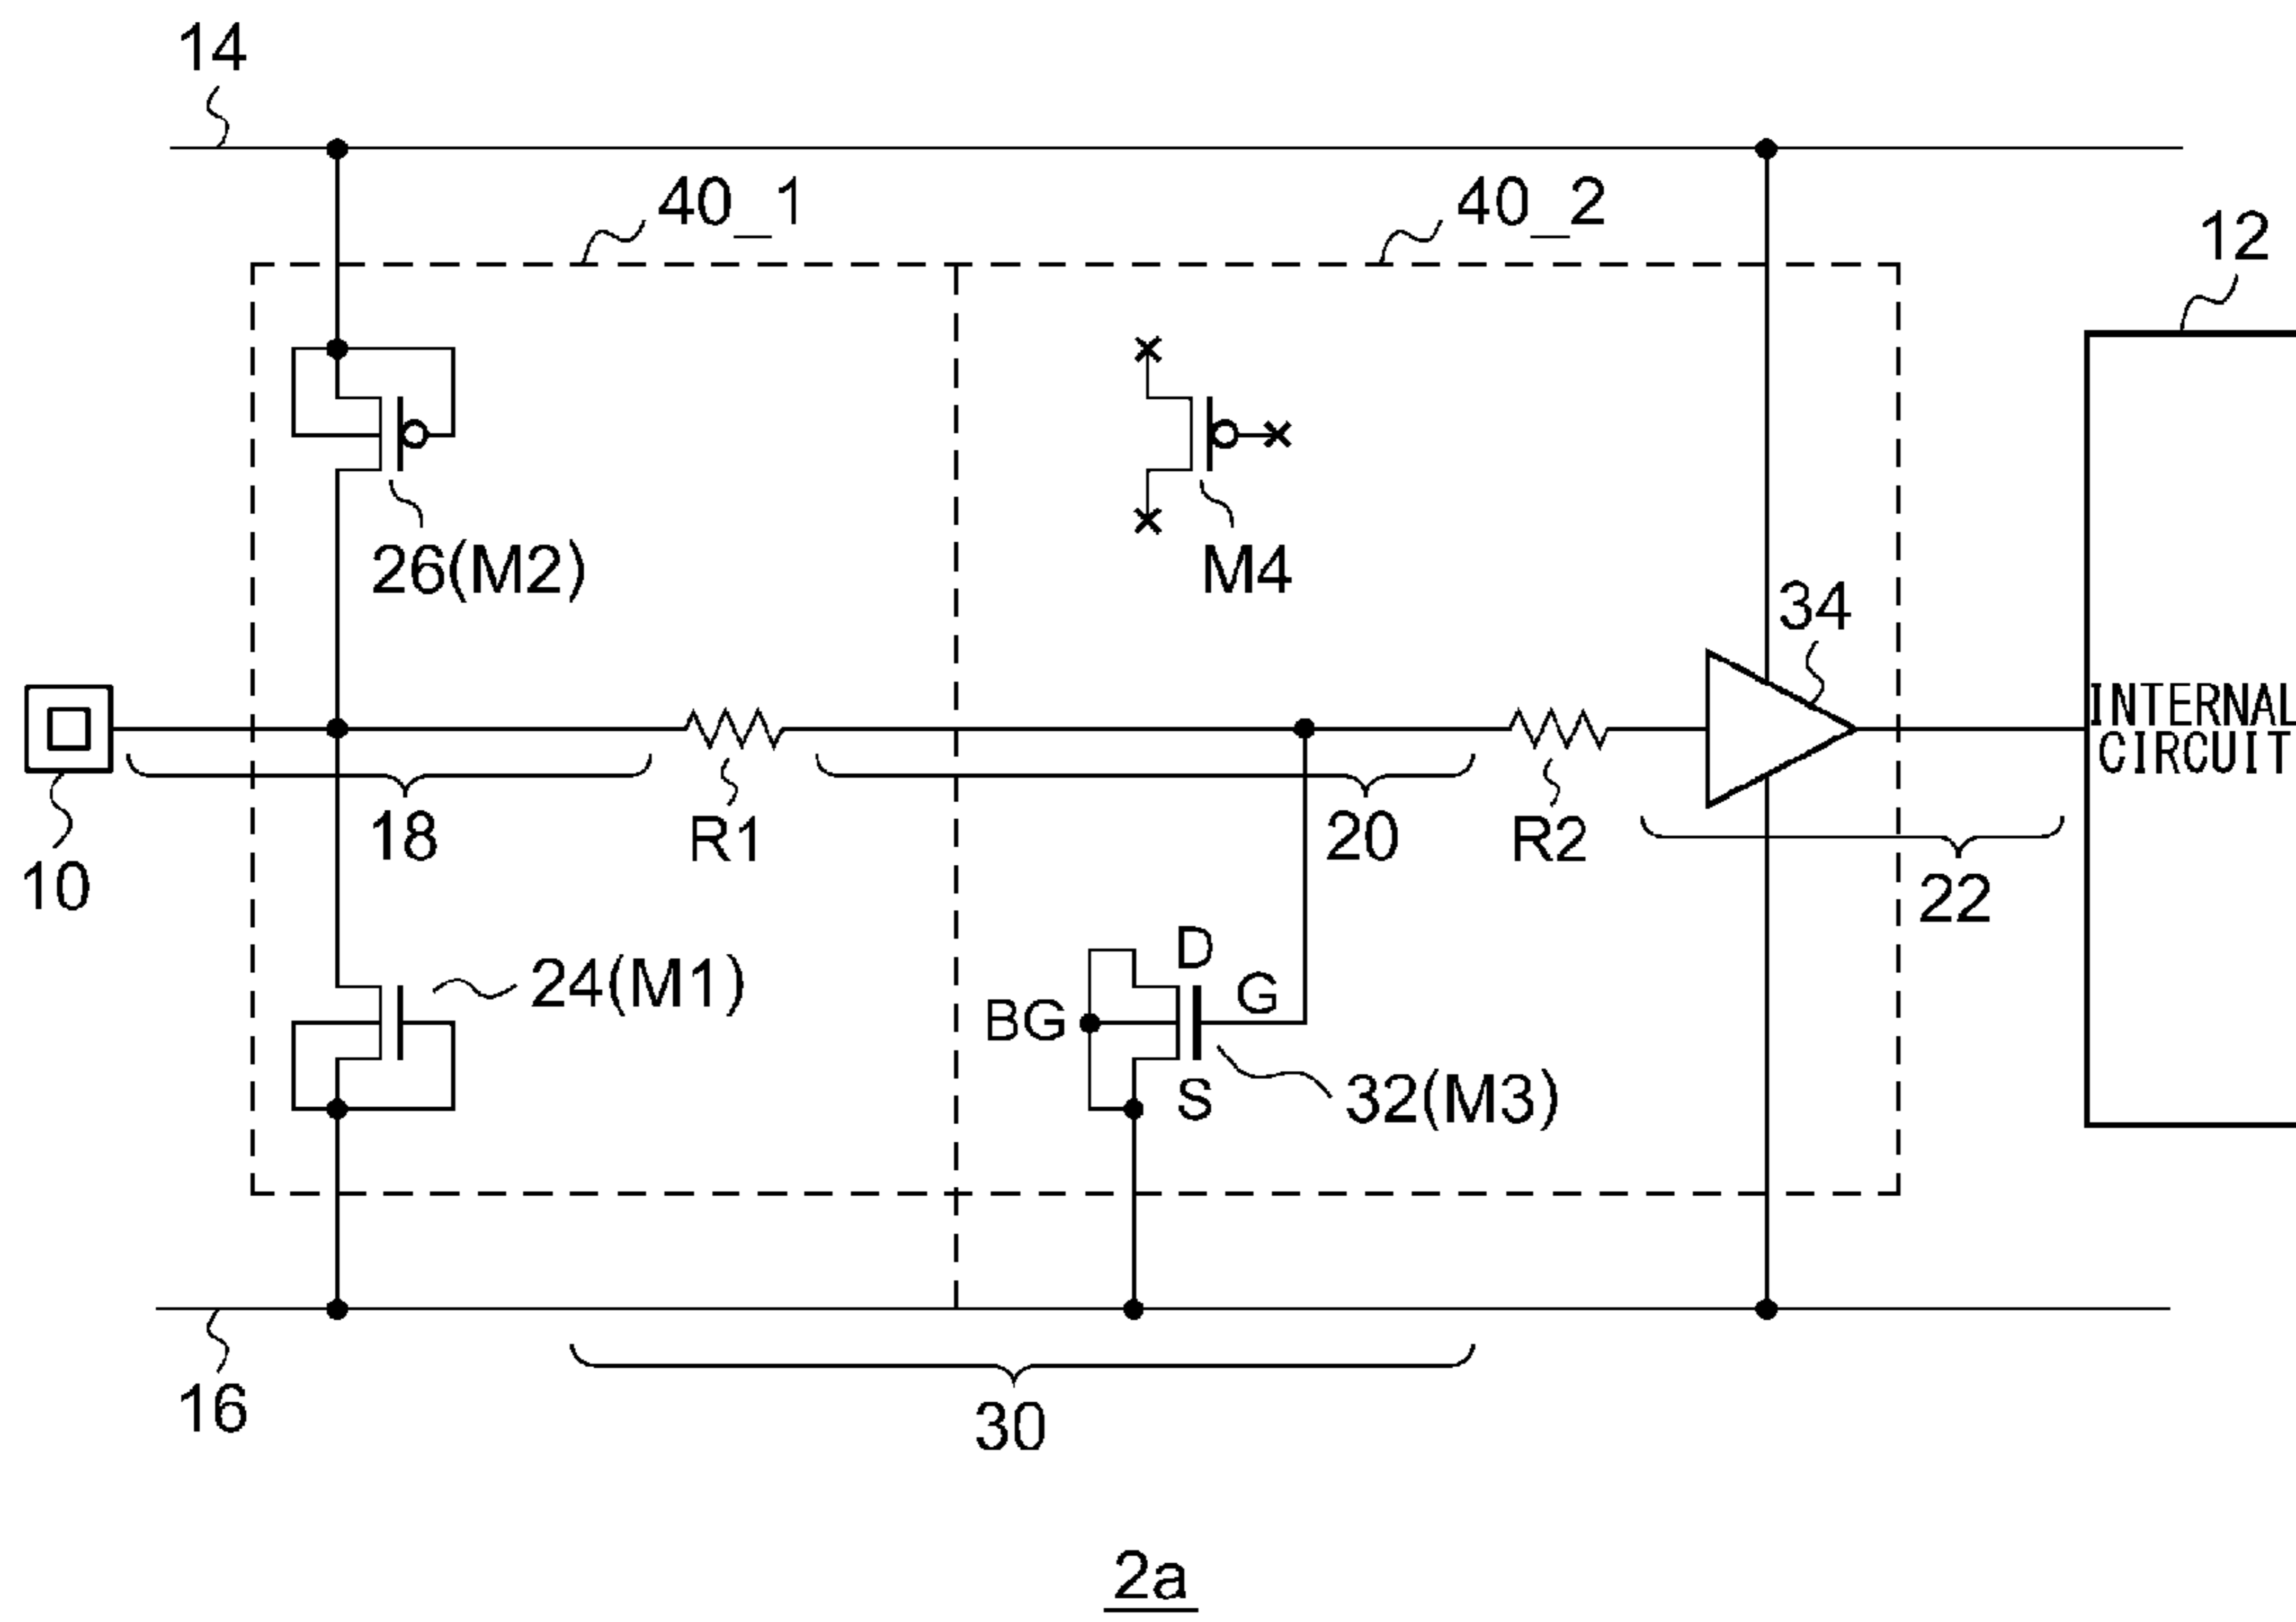 14
40_1
40_2
12
26(M2)
M4
34
INTERNAL
CIRCUIT
10
18
R1
20
R2
22
24(M1)
D
G
BG
S
32(M3)
16
30
2a